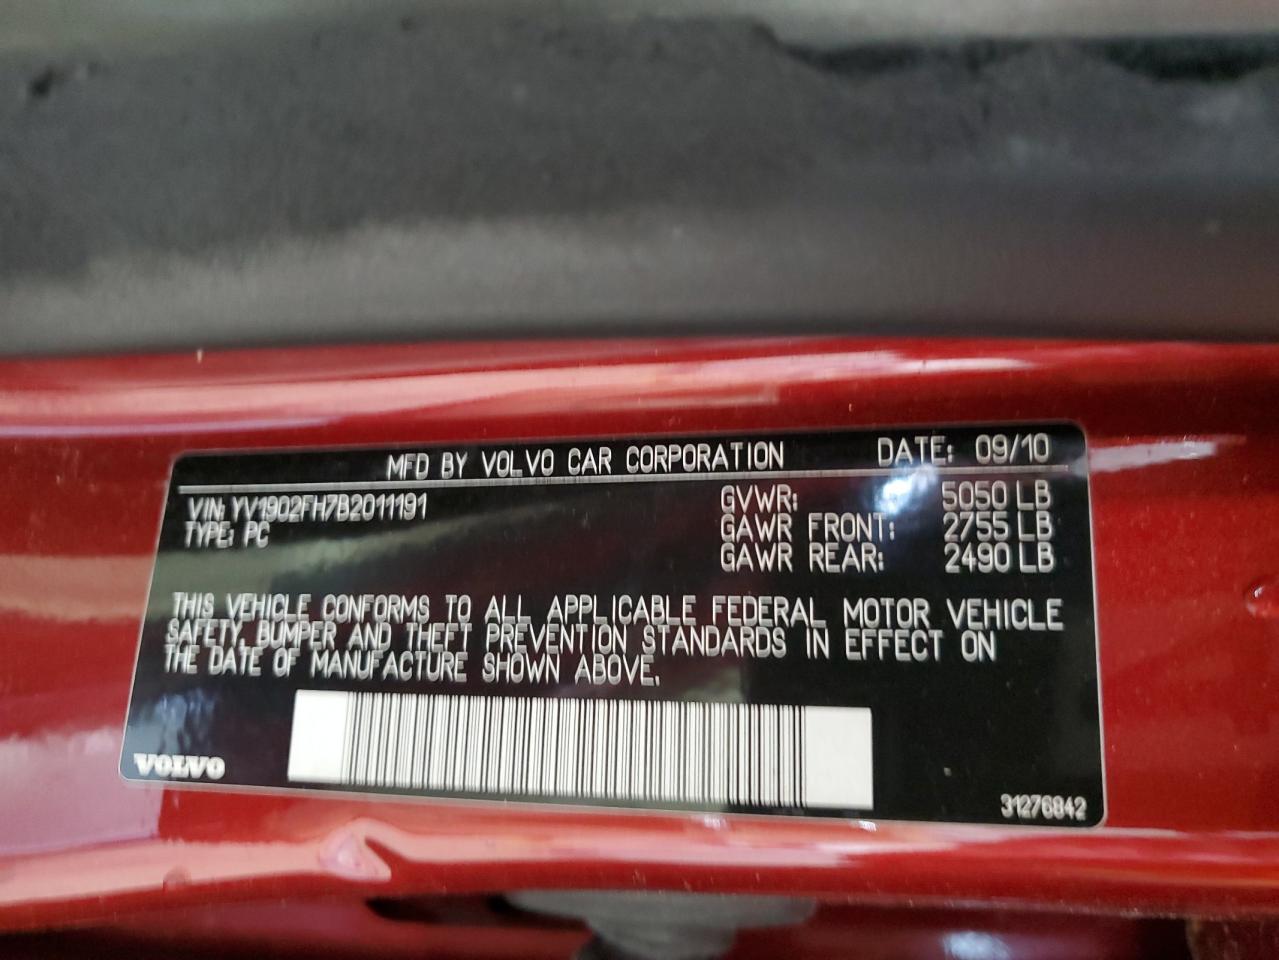 MFD BY VOLVO CAR CORPORATION DATE: 09/10
VIN: YV1902FH7B2011191 GVWR: 5050 LB
TYPE: PC GAWR FRONT: 2755 LB
GAWR REAR: 2490 LB
THIS VEHICLE CONFORMS TO ALL APPLICABLE FEDERAL MOTOR VEHICLE
SAFETY, BUMPER AND THEFT PREVENTION STANDARDS IN EFFECT ON
THE DATE OF MANUFACTURE SHOWN ABOVE.
VOLVO
31276842